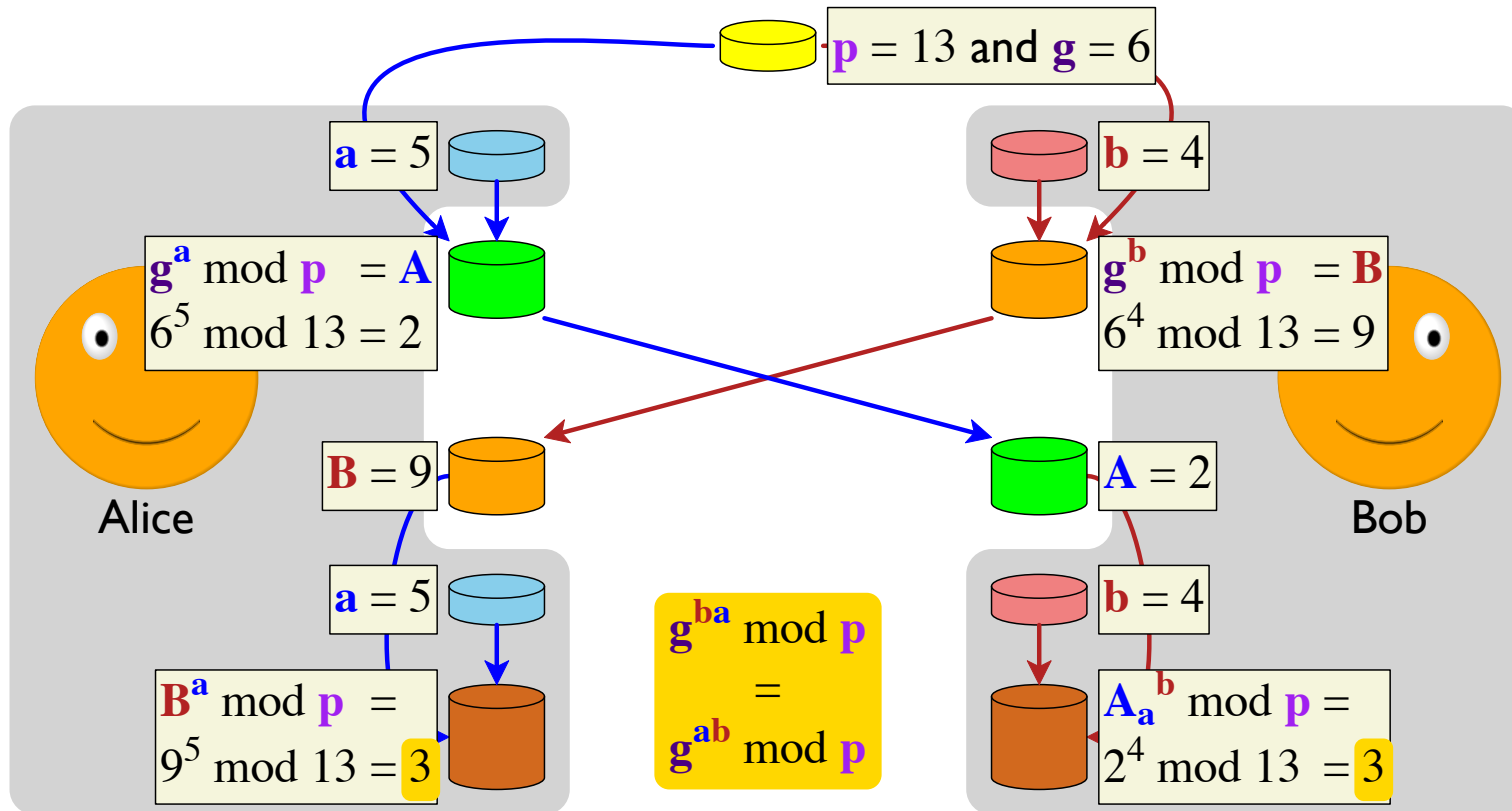 p = 13 and g = 6
a = 5
b = 4
gᵃ mod p = A
6⁵ mod 13 = 2
gᵇ mod p = B
6⁴ mod 13 = 9
B = 9
A = 2
Alice
Bob
a = 5
b = 4
gᵇᵃ mod p
=
gᵃᵇ mod p
Bᵃ mod p =
9⁵ mod 13 = 3
Aₐᵇ mod p =
2⁴ mod 13 = 3